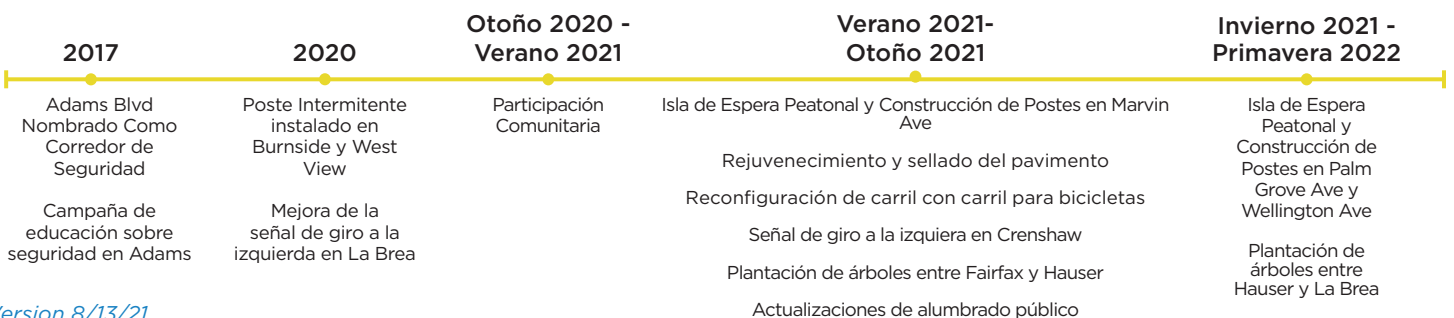 2017
Adams Blvd
Nombrado Como
Corredor de
Seguridad
Campaña de
educación sobre
seguridad en Adams
2020
Poste Intermitente
instalado en
Burnside y West
View
Mejora de la
señal de giro a la
izquierda en La Brea
Otoño 2020 -
Verano 2021
Participación
Comunitaria
Verano 2021-
Otoño 2021
Isla de Espera Peatonal y Construcción de Postes en Marvin
Ave
Rejuvenecimiento y sellado del pavimento
Reconfiguración de carril con carril para bicicletas
Señal de giro a la izquiera en Crenshaw
Plantación de árboles entre Fairfax y Hauser
Actualizaciones de alumbrado público
Invierno 2021 -
Primavera 2022
Isla de Espera
Peatonal y
Construcción de
Postes en Palm
Grove Ave y
Wellington Ave
Plantación de
árboles entre
Hauser y La Brea
Version 8/13/21